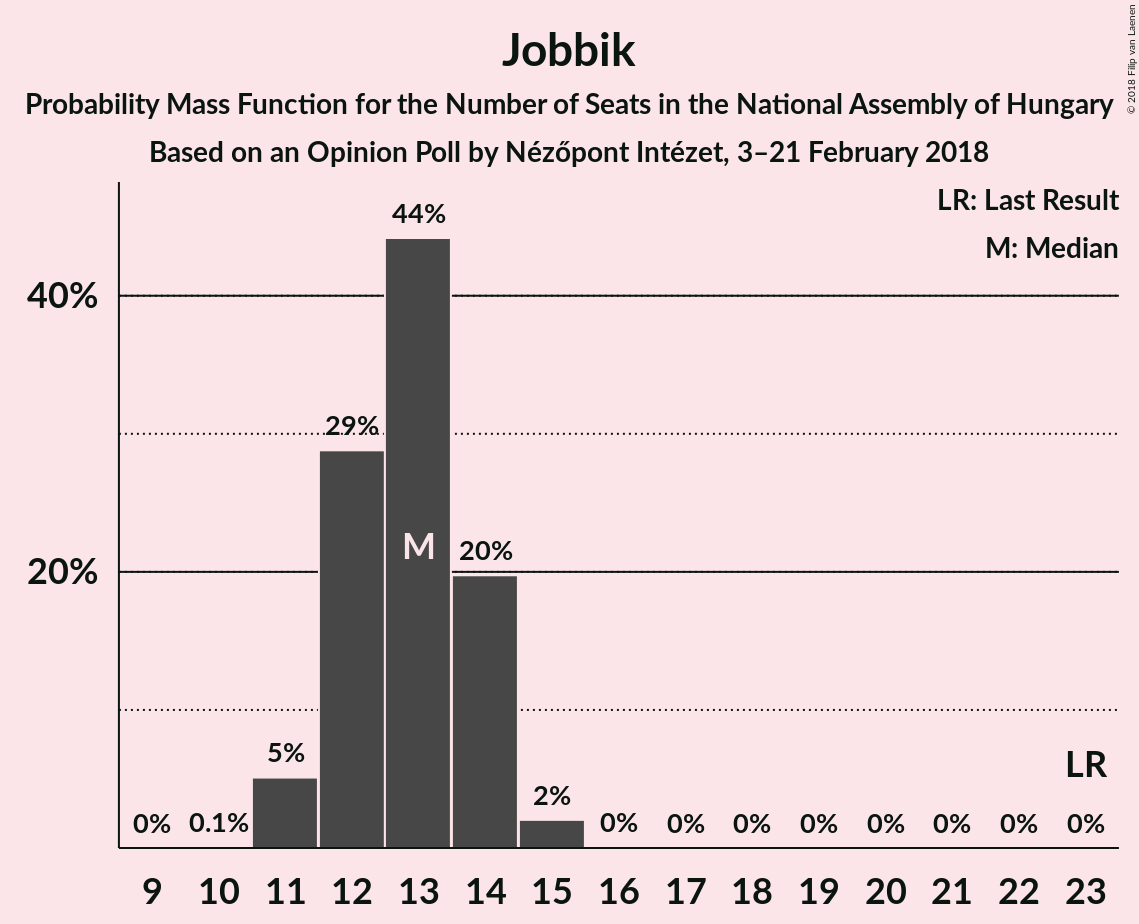 Jobbik
Probability Mass Function for the Number of Seats in the National Assembly of Hungary
Based on an Opinion Poll by Nézőpont Intézet, 3–21 February 2018
© 2018 Filip van Laenen
LR: Last Result
M: Median
44%
40%
29%
M
20%
20%
5%
LR
2%
0% 0.1% 0% 0% 0% 0% 0% 0% 0% 0%
9 10 11 12 13 14 15 16 17 18 19 20 21 22 23